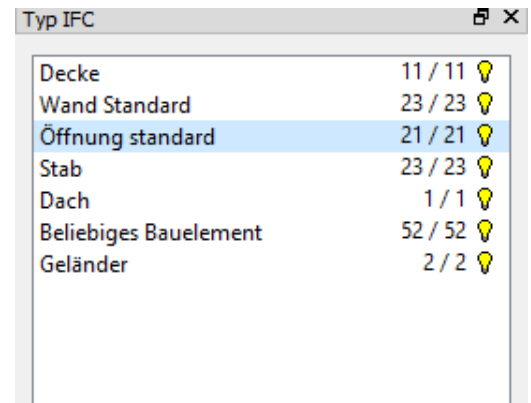 Typ IFC
Decke 11 / 11
Wand Standard 23 / 23
Öffnung standard 21 / 21
Stab 23 / 23
Dach 1 / 1
Beliebiges Bauelement 52 / 52
Geländer 2 / 2